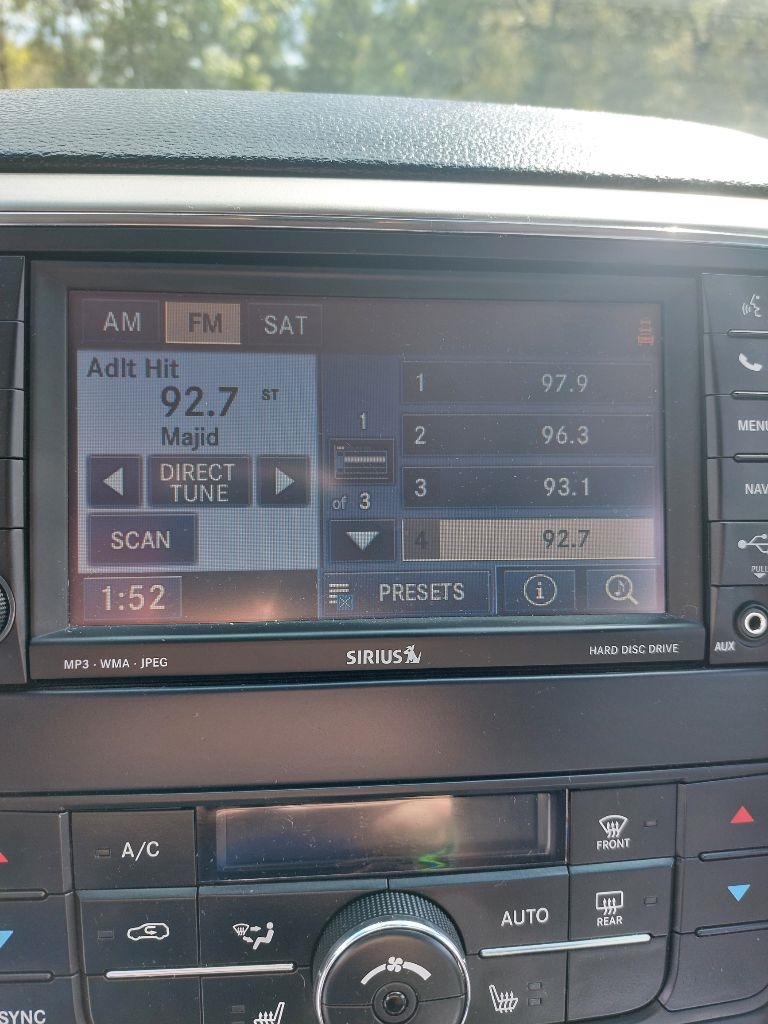 AM FM SAT
Adlt Hit
92.7 ST
Majid
DIRECT
TUNE
SCAN
1:52
1
of 3
1 97.9
2 96.3
3 93.1
4 92.7
PRESETS
i
MENU
NAV
PULL
AUX
MP3 · WMA · JPEG
SIRIUS
HARD DISC DRIVE
A/C
FRONT
AUTO
REAR
SYNC